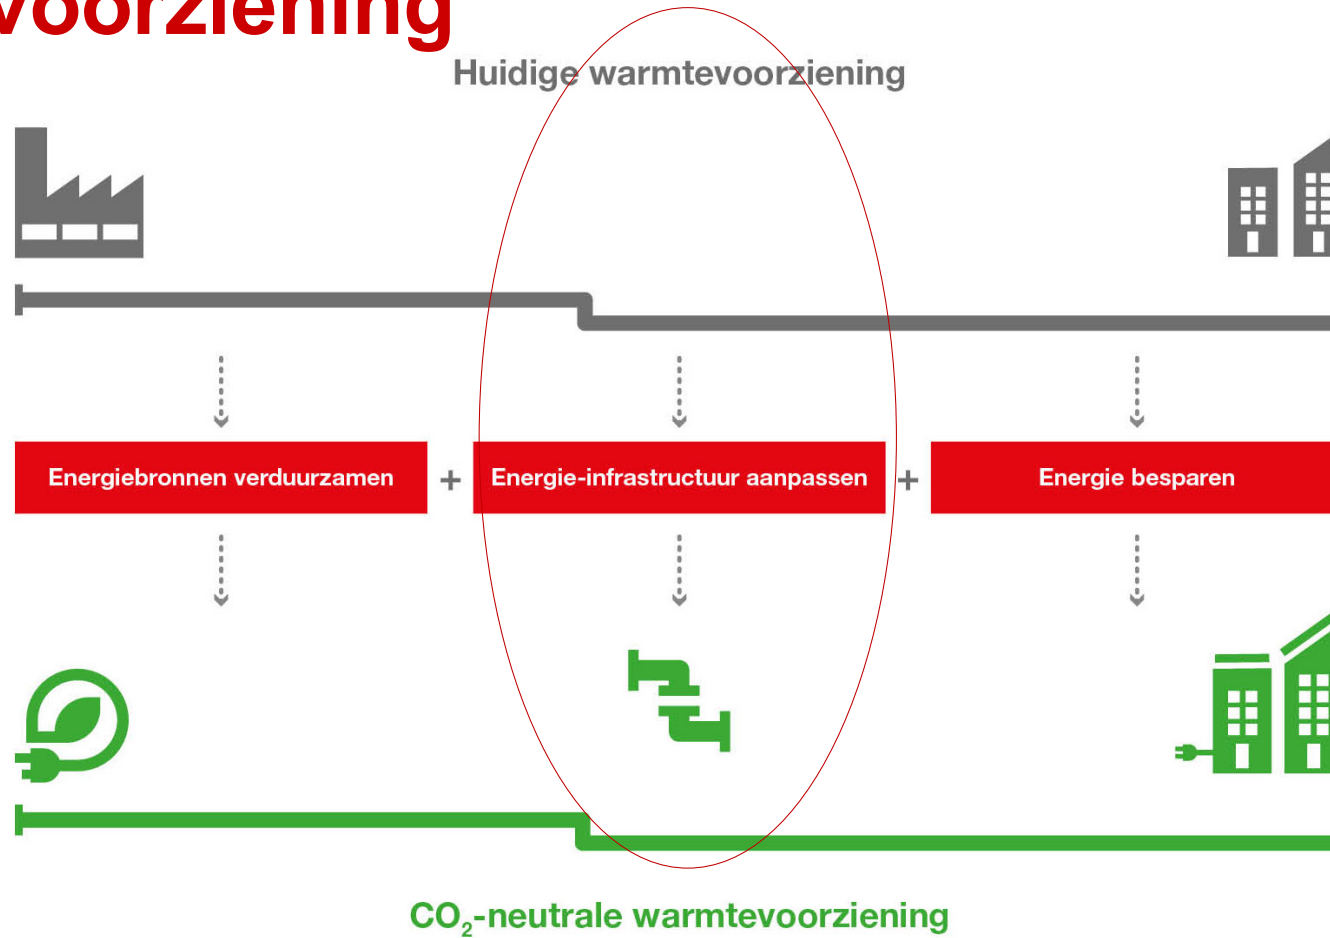 voorziening
Huidige warmtevoorziening
Energiebronnen verduurzamen + Energie-infrastructuur aanpassen + Energie besparen
CO₂-neutrale warmtevoorziening